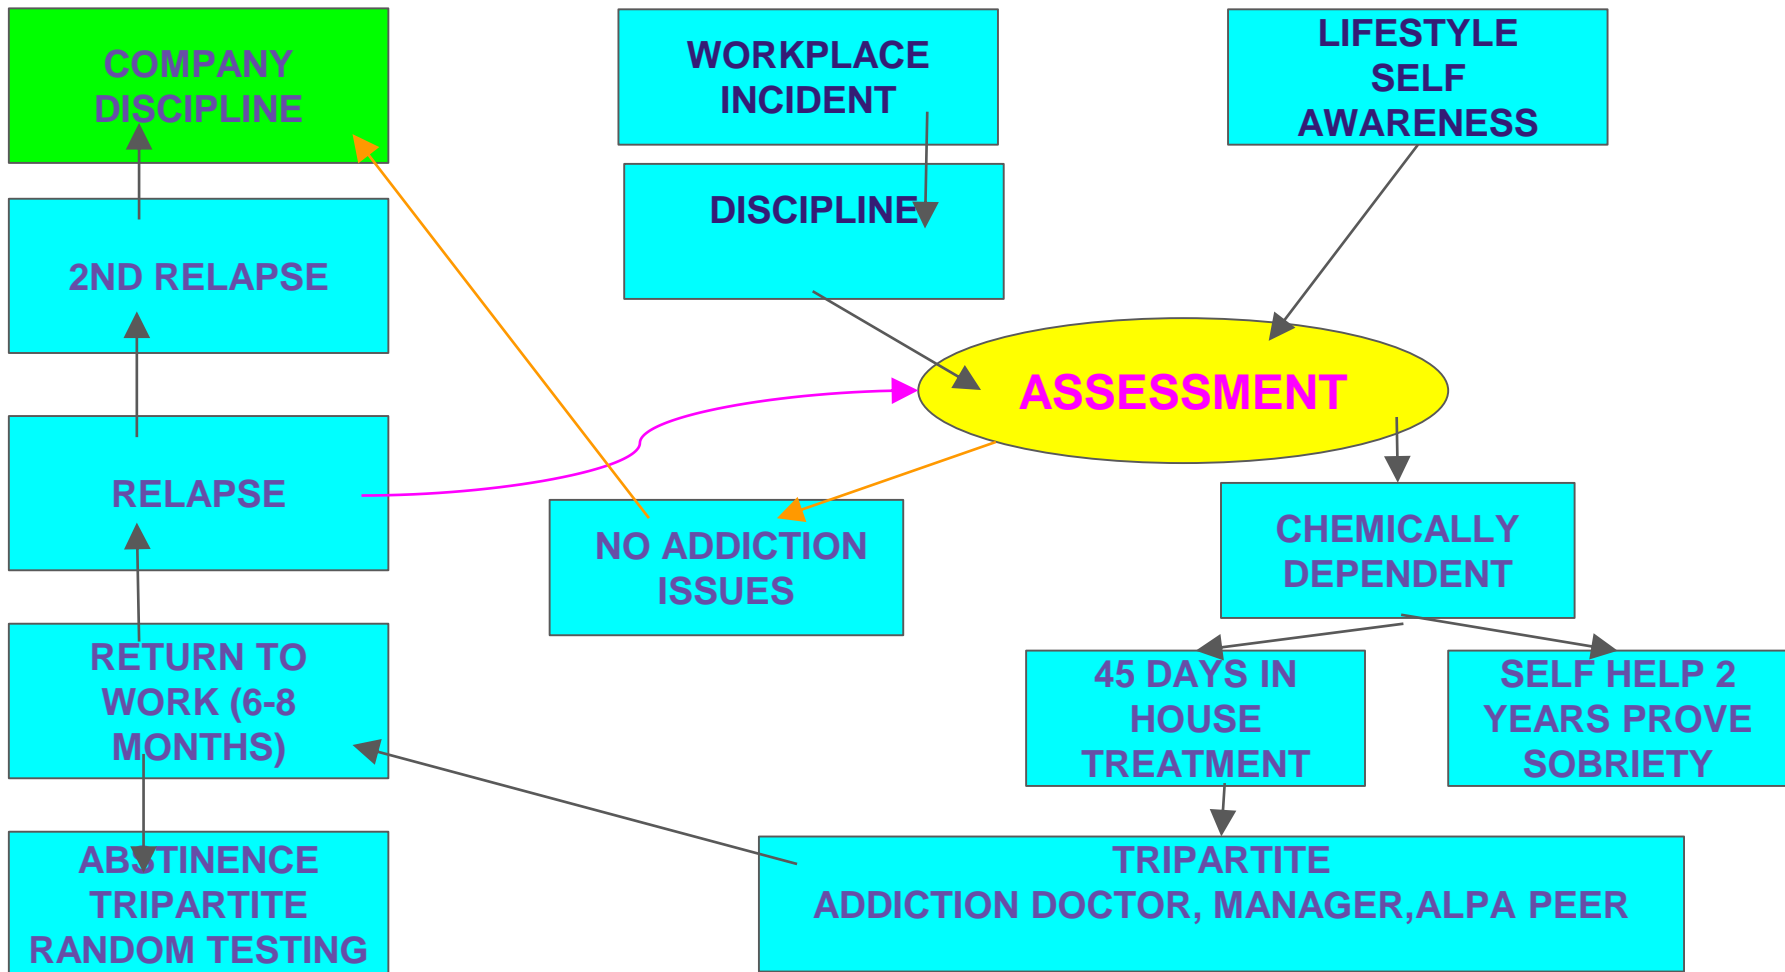 COMPANY
DISCIPLINE
WORKPLACE
INCIDENT
LIFESTYLE
SELF
AWARENESS
DISCIPLINE
2ND RELAPSE
ASSESSMENT
RELAPSE
NO ADDICTION
ISSUES
CHEMICALLY
DEPENDENT
RETURN TO
WORK (6-8
MONTHS)
45 DAYS IN
HOUSE
TREATMENT
SELF HELP 2
YEARS PROVE
SOBRIETY
ABSTINENCE
TRIPARTITE
RANDOM TESTING
TRIPARTITE
ADDICTION DOCTOR, MANAGER,ALPA PEER